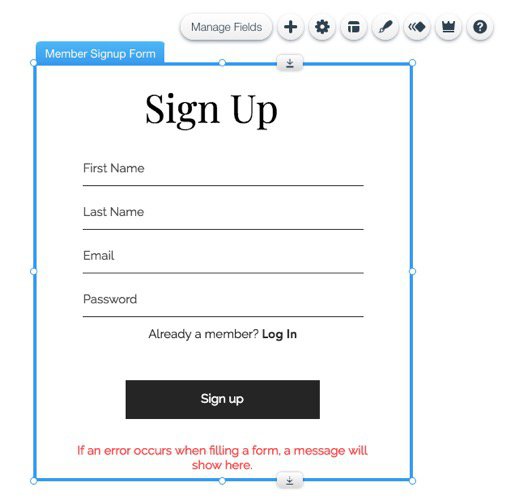 Manage Fields
Member Signup Form
Sign Up
First Name
Last Name
Email
Password
Already a member? Log In
Sign up
If an error occurs when filling a form, a message will
show here.